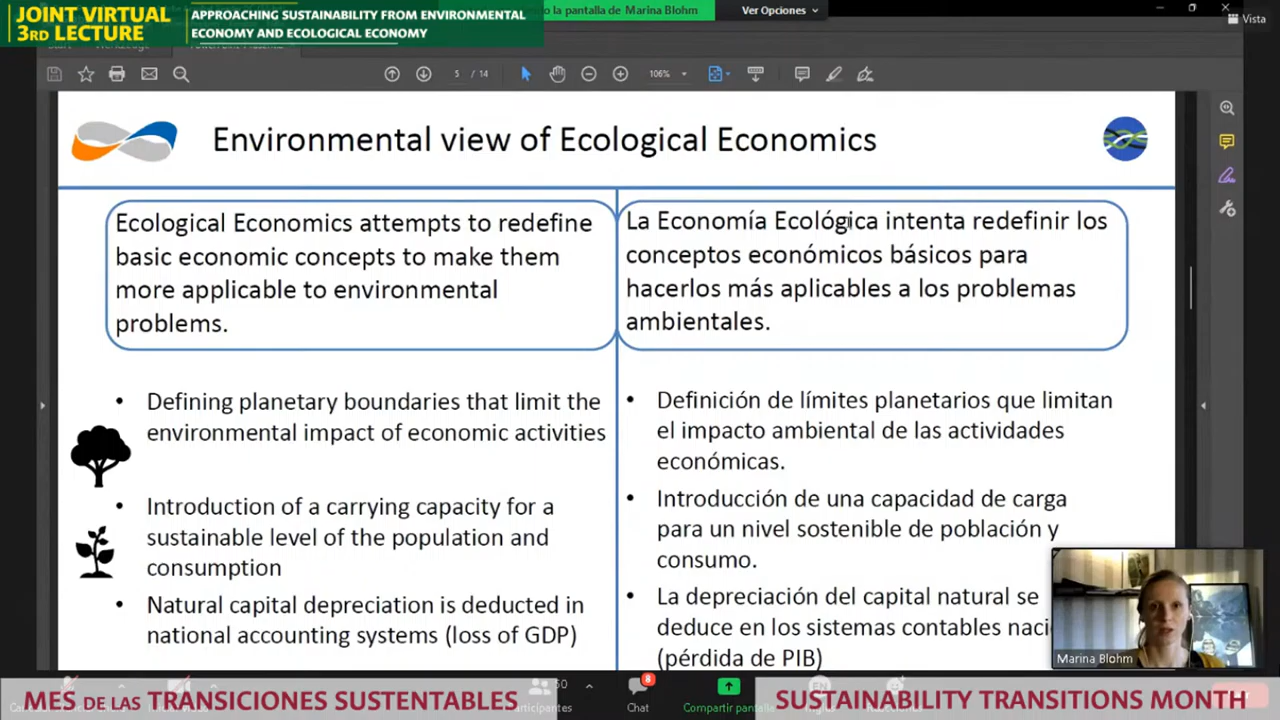 JOINT VIRTUAL
3RD LECTURE
APPROACHING SUSTAINABILITY FROM ENVIRONMENTAL
ECONOMY AND ECOLOGICAL ECONOMY
la pantalla de Marina Blohm
Ver Opciones
Vista
5 / 14
106%
Environmental view of Ecological Economics
Ecological Economics attempts to redefine
basic economic concepts to make them
more applicable to environmental
problems.
• Defining planetary boundaries that limit the
environmental impact of economic activities
• Introduction of a carrying capacity for a
sustainable level of the population and
consumption
• Natural capital depreciation is deducted in
national accounting systems (loss of GDP)
La Economía Ecológica intenta redefinir los
conceptos económicos básicos para
hacerlos más aplicables a los problemas
ambientales.
• Definición de límites planetarios que limitan
el impacto ambiental de las actividades
económicas.
• Introducción de una capacidad de carga
para un nivel sostenible de población y
consumo.
• La depreciación del capital natural se
deduce en los sistemas contables naci
(pérdida de PIB)
Marina Blohm
MES DE LAS TRANSICIONES SUSTENTABLES
SUSTAINABILITY TRANSITIONS MONTH
Participantes
8
Chat
Compartir pantalla